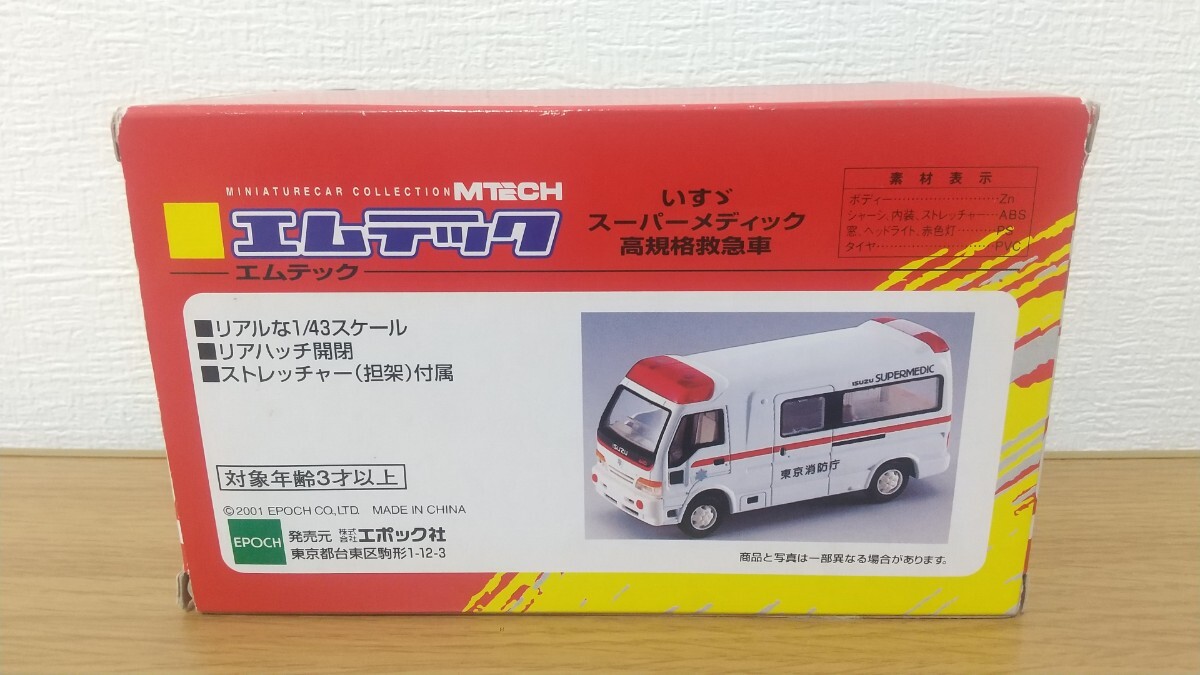 MINIATURECAR COLLECTION MTECH
エムテック
エムテック
いすゞ
スーパーメディック
高規格救急車
素材表示
ボディー…………………………Zn
シャーシ、内装、ストレッチャー…ABS
窓、ヘッドライト、赤色灯………PS
タイヤ……………………………PVC
■リアルな1/43スケール
■リアハッチ開閉
■ストレッチャー(担架)付属
対象年齢3才以上
©2001 EPOCH CO.,LTD. MADE IN CHINA
EPOCH
発売元 株式会社エポック社
東京都台東区駒形1-12-3
ISUZU SUPERMEDIC
ISUZU
東京消防庁
商品と写真は一部異なる場合があります。